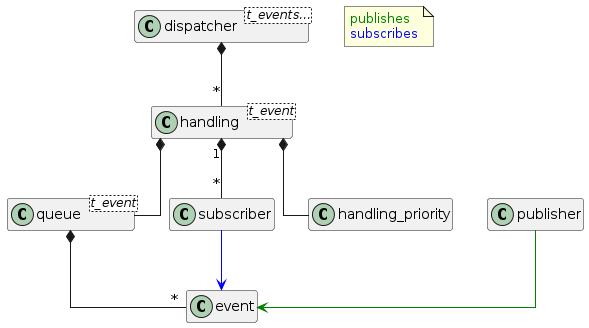 dispatcher
t_events...
publishes
subscribes
C
*
handling
t_event
C
1
*
queue
t_event
C
subscriber
C
handling_priority
C
publisher
C
*
event
C